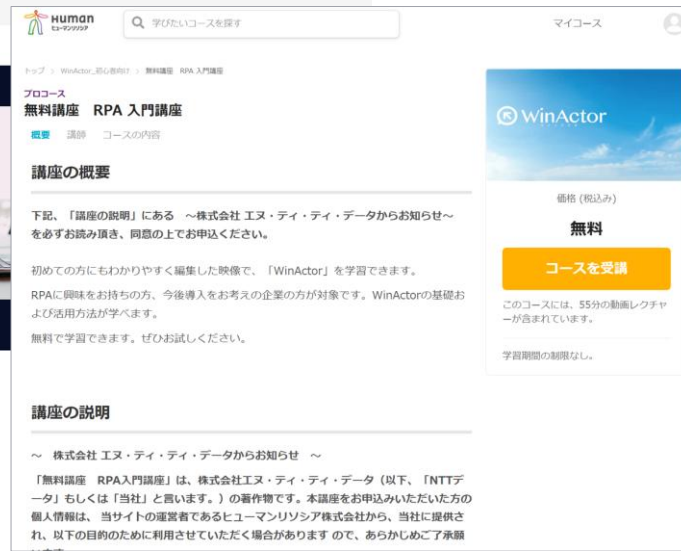 Human
ヒューマンリソシア
学びたいコースを探す
マイコース
トップ > WinActor_初心者向け > 無料講座 RPA 入門講座
プロコース
無料講座 RPA 入門講座
概要 講師 コースの内容
講座の概要
下記、「講座の説明」にある ~株式会社 エヌ・ティ・ティ・データからお知らせ~
を必ずお読み頂き、同意の上でお申込ください。
初めての方にもわかりやすく編集した映像で、「WinActor」を学習できます。
RPAに興味をお持ちの方、今後導入をお考えの企業の方が対象です。WinActorの基礎お
よび活用方法が学べます。
無料で学習できます。ぜひお試しください。
WinActor
価格 (税込み)
無料
コースを受講
このコースには、55分の動画レクチャ
ーが含まれています。
学習期間の制限なし。
講座の説明
~ 株式会社 エヌ・ティ・ティ・データからお知らせ ~
「無料講座 RPA入門講座」は、株式会社エヌ・ティ・ティ・データ（以下、「NTTデ
ータ」もしくは「当社」と言います。）の著作物です。本講座をお申込みいただいた方の
個人情報は、 当サイトの運営者であるヒューマンリソシア株式会社から、当社に提供さ
れ、以下の目的のために利用させていただく場合があります ので、あらかじめご了承願